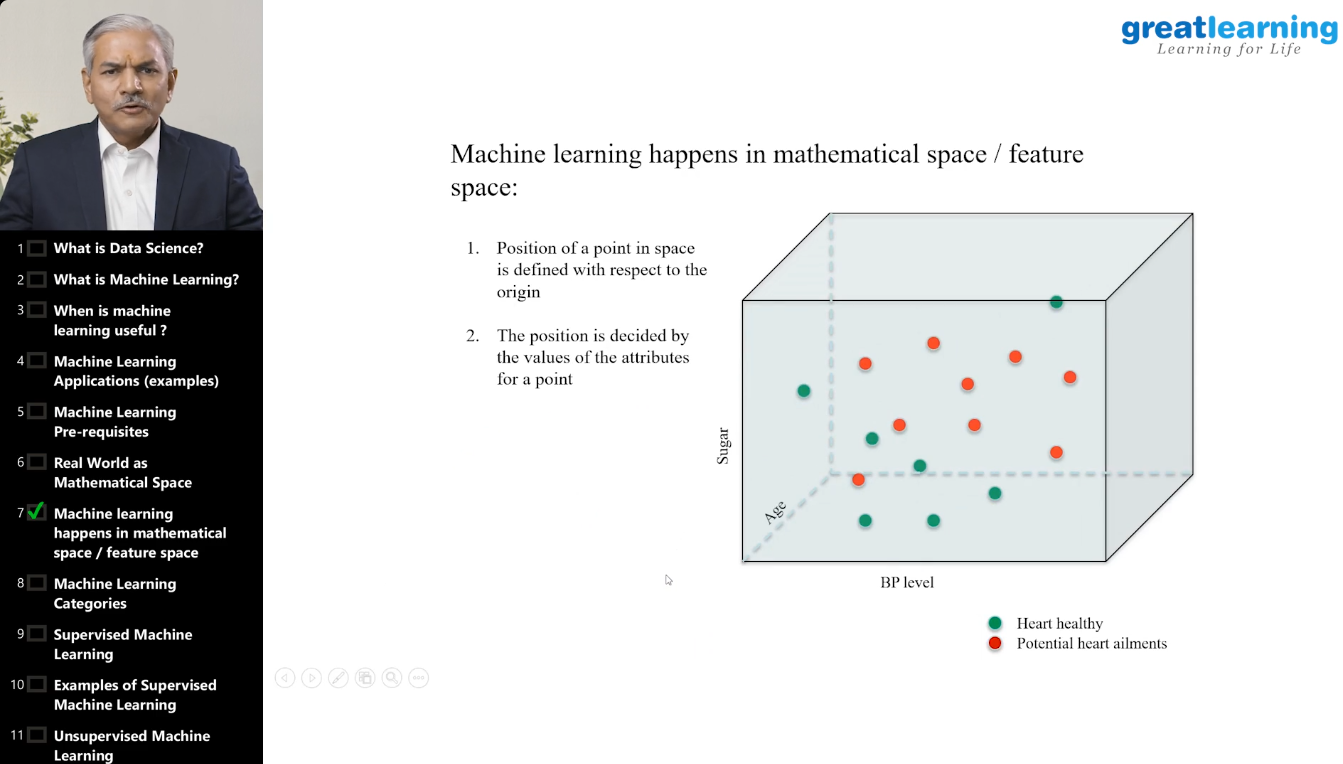 greatlearning
Learning for Life
Machine learning happens in mathematical space / feature
space:
1. Position of a point in space
is defined with respect to the
origin
2. The position is decided by
the values of the attributes
for a point
Sugar
Age
BP level
Heart healthy
Potential heart ailments
1 What is Data Science?
2 What is Machine Learning?
3 When is machine
learning useful ?
4 Machine Learning
Applications (examples)
5 Machine Learning
Pre-requisites
6 Real World as
Mathematical Space
7 Machine learning
happens in mathematical
space / feature space
8 Machine Learning
Categories
9 Supervised Machine
Learning
10 Examples of Supervised
Machine Learning
11 Unsupervised Machine
Learning